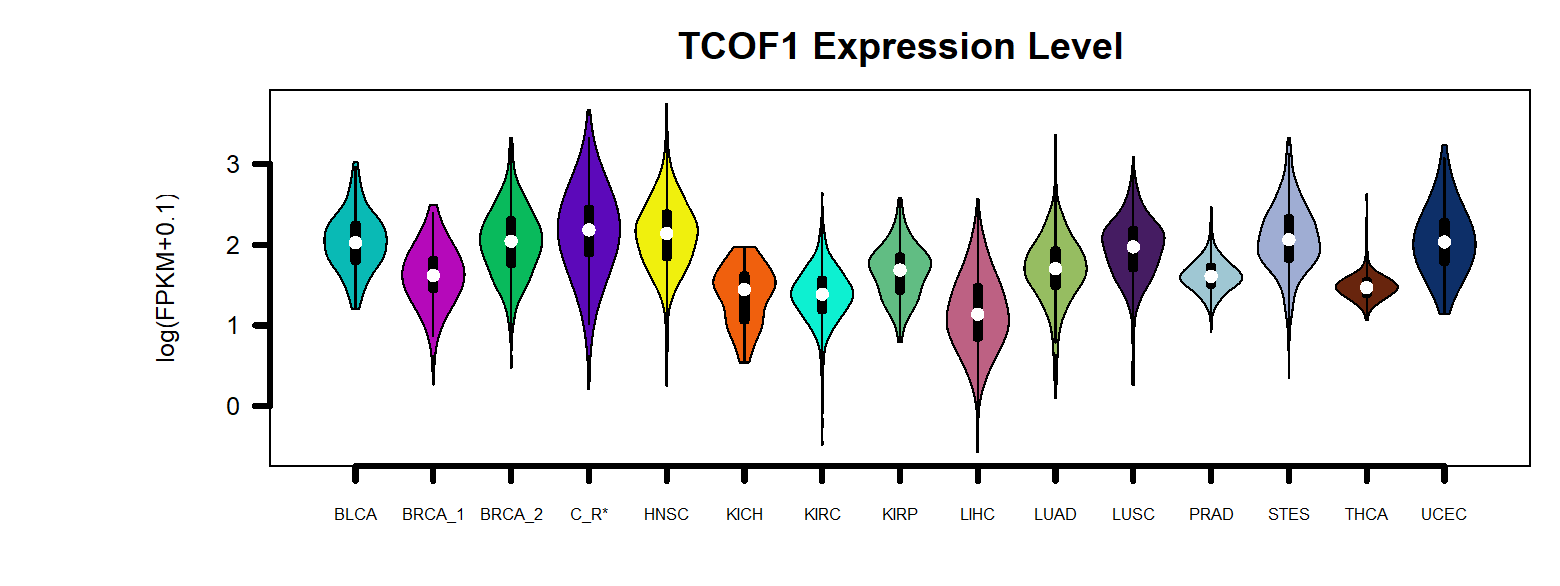 TCOF1 Expression Level
log(FPKM+0.1)
3
2
1
0
BLCA BRCA_1 BRCA_2 C_R* HNSC KICH KIRC KIRP LIHC LUAD LUSC PRAD STES THCA UCEC